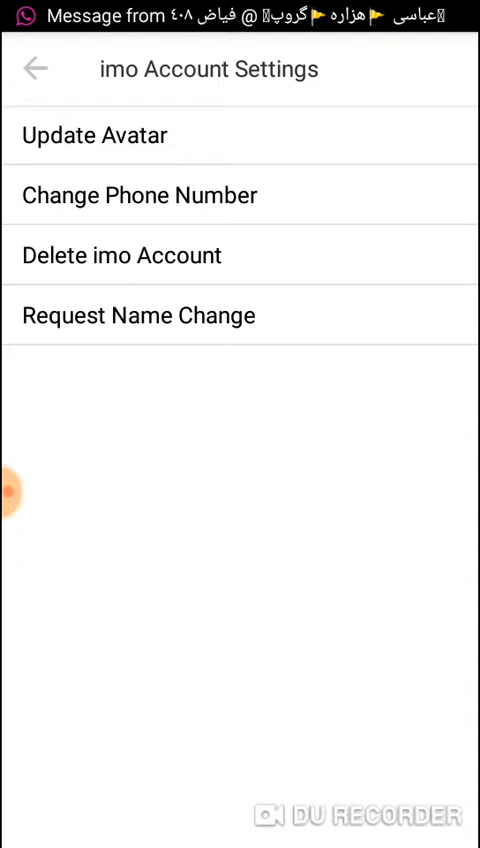 Message from عباسی🚩 هزاره🚩گروپ @ فیاض ٤٠٨
imo Account Settings
Update Avatar
Change Phone Number
Delete imo Account
Request Name Change
DU RECORDER